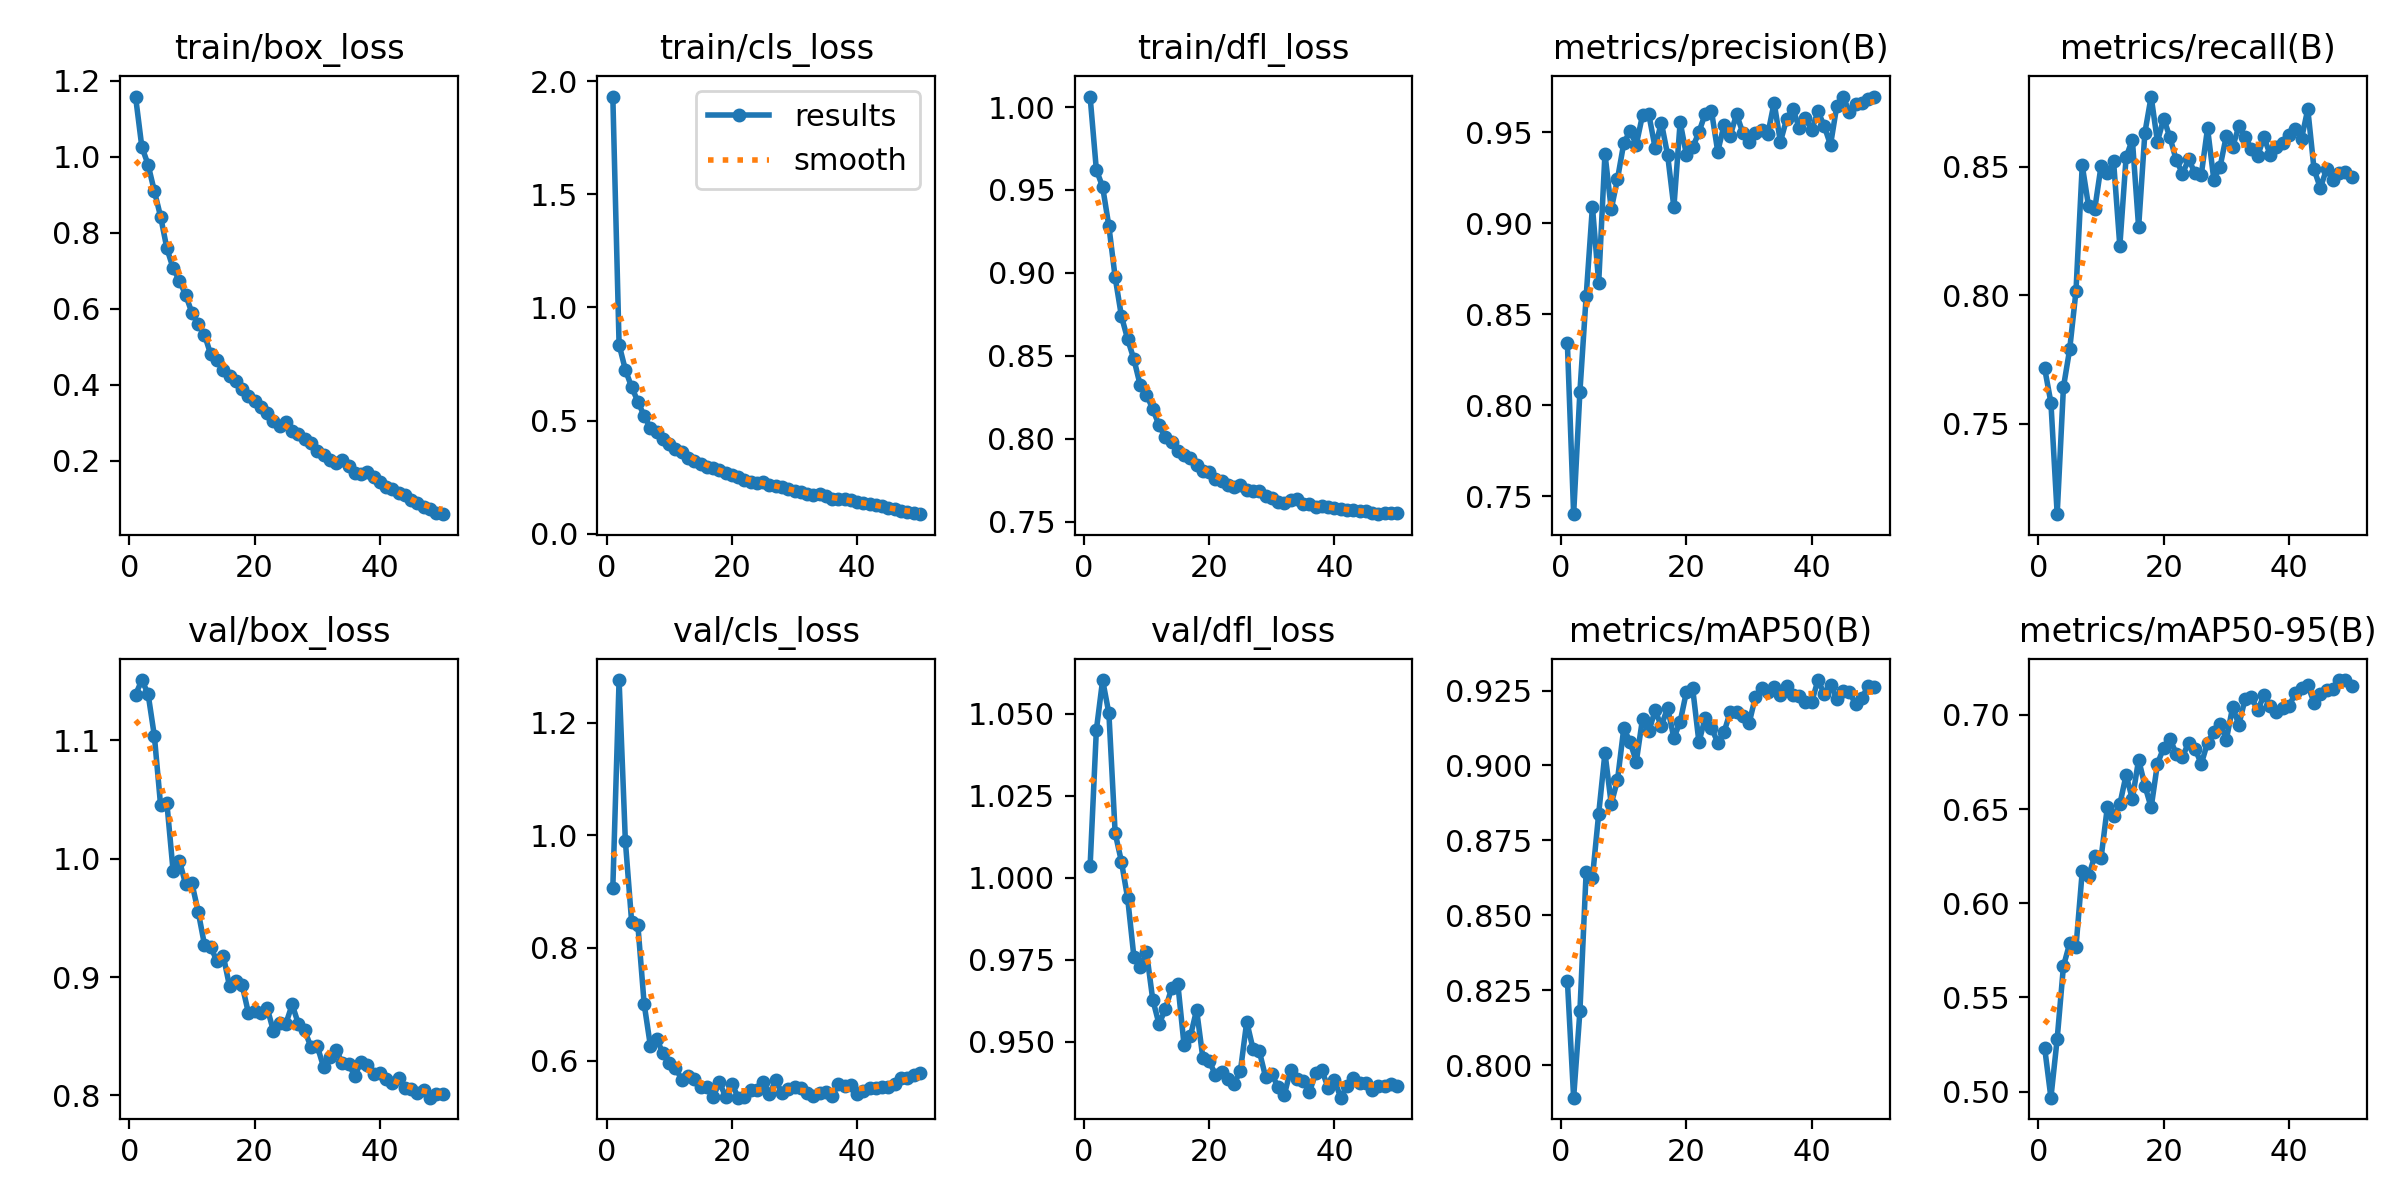 train/box_loss
1.2
1.0
0.8
0.6
0.4
0.2
0 20 40
train/cls_loss
2.0
1.5
1.0
0.5
0.0
results
smooth
0 20 40
train/dfl_loss
1.00
0.95
0.90
0.85
0.80
0.75
0 20 40
metrics/precision(B)
0.95
0.90
0.85
0.80
0.75
0 20 40
metrics/recall(B)
0.85
0.80
0.75
0 20 40
val/box_loss
1.1
1.0
0.9
0.8
0 20 40
val/cls_loss
1.2
1.0
0.8
0.6
0 20 40
val/dfl_loss
1.050
1.025
1.000
0.975
0.950
0 20 40
metrics/mAP50(B)
0.925
0.900
0.875
0.850
0.825
0.800
0 20 40
metrics/mAP50-95(B)
0.70
0.65
0.60
0.55
0.50
0 20 40